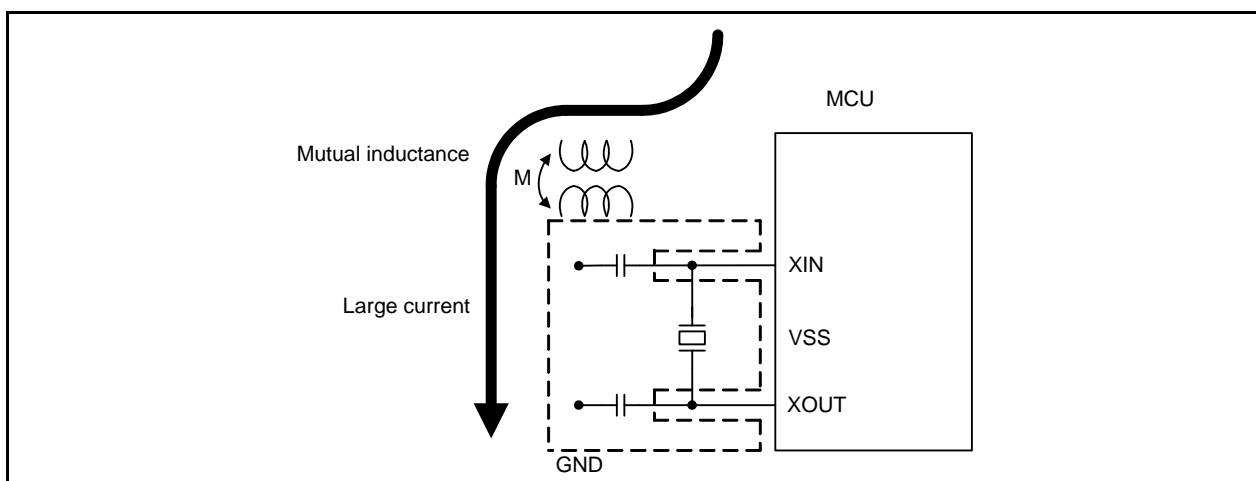 MCU
Mutual inductance
M
XIN
Large current
VSS
XOUT
GND